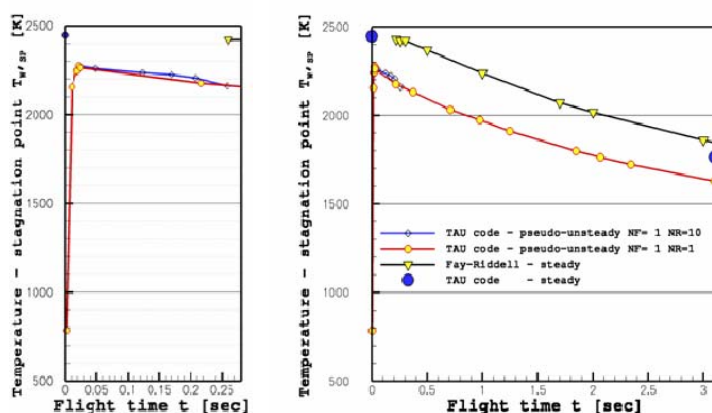 Temperature - stagnation point T_W,SP [K]
2500
2000
1500
1000
500
0 0.05 0.1 0.15 0.2 0.25
Flight time t [sec]
Temperature - stagnation point T_W,SP [K]
2500
2000
1500
1000
500
TAU code - pseudo-unsteady NF= 1 NR=10
TAU code - pseudo-unsteady NF= 1 NR=1
Fay-Riddell - steady
TAU code - steady
0 0.5 1 1.5 2 2.5 3
Flight time t [sec]